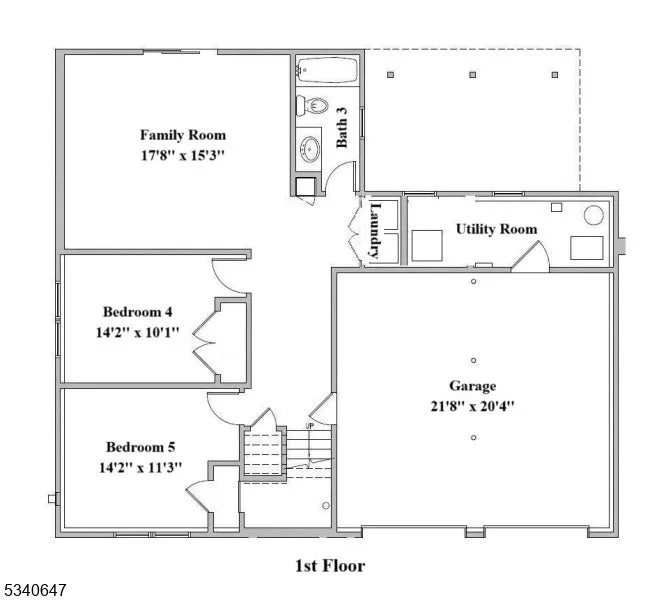 Family Room
17'8" x 15'3"
Bath 3
Laundry
Utility Room
Bedroom 4
14'2" x 10'1"
Garage
21'8" x 20'4"
UP
Bedroom 5
14'2" x 11'3"
1st Floor
5340647